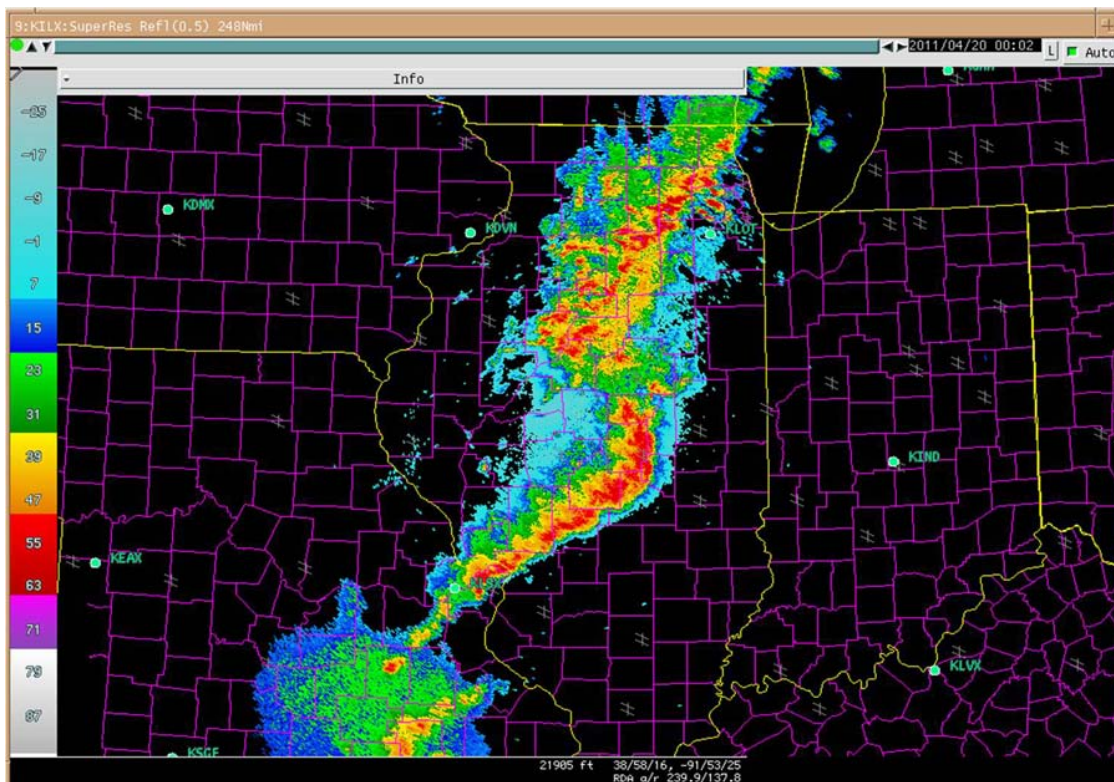 9:KILX:SuperRes Refl(0.5) 248Nmi
2011/04/20 00:02 L Auto
Info
-25
-17
-9
-1
7
15
23
31
39
47
55
63
71
79
87
KDMX
KDVN
KLOT
KIND
KEAX
KLVX
KSGF
21905 ft 38/58/16, -91/53/25
RDA a/r 239.9/137.8